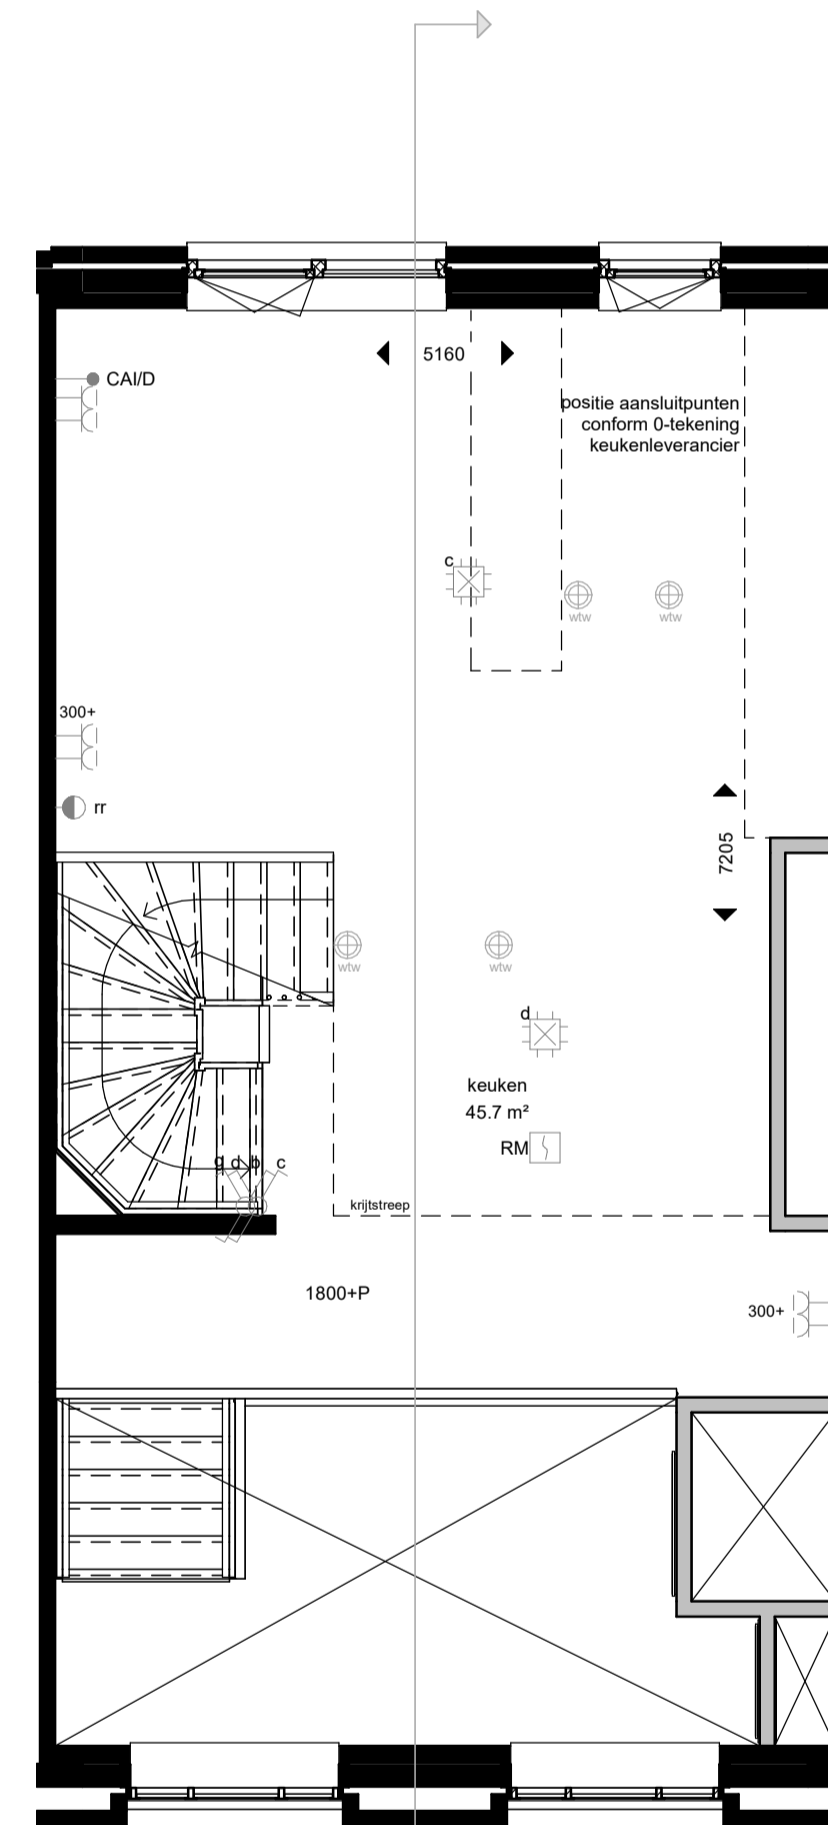 5160
CAI/D
positie aansluitpunten
conform 0-tekening
keukenleverancier
c
wtw
wtw
300+
rr
7205
wtw
wtw
d
keuken
45.7 m²
RM
g d b c
krijtstreep
1800+P
300+